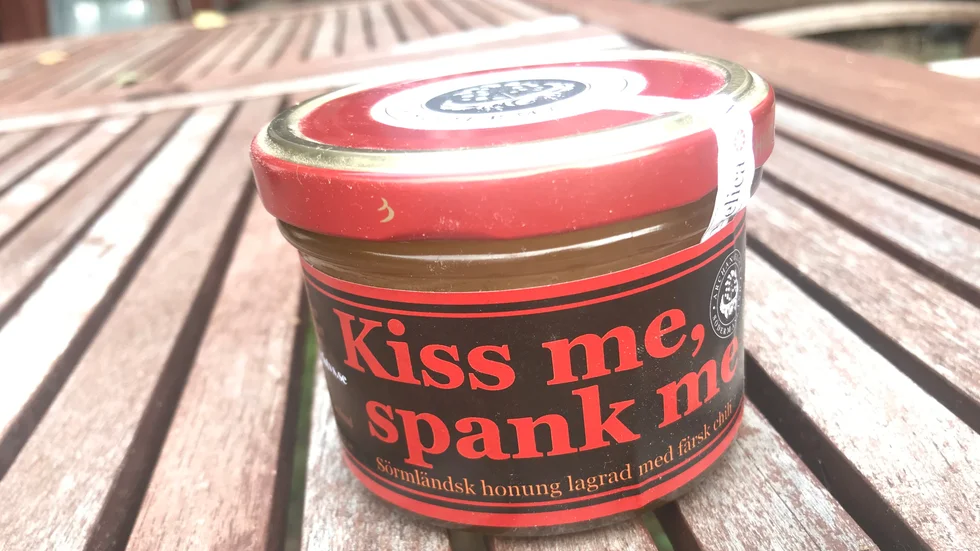 Kiss me,
spank me
Sörmländsk honung lagrad med färsk chili